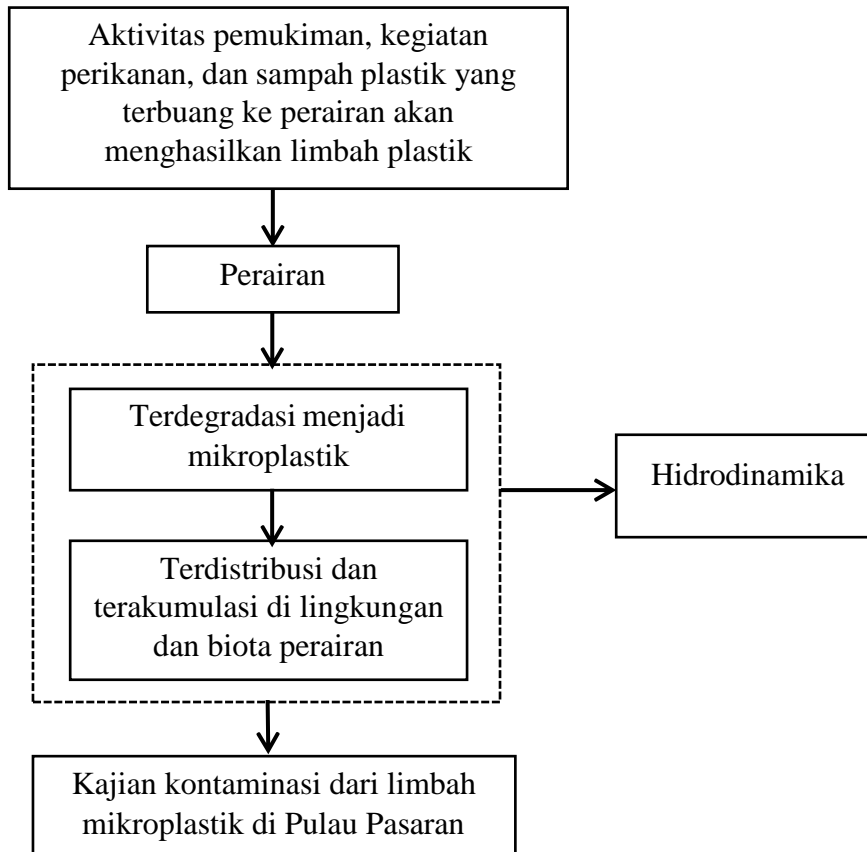 Aktivitas pemukiman, kegiatan
perikanan, dan sampah plastik yang
terbuang ke perairan akan
menghasilkan limbah plastik
Perairan
Terdegradasi menjadi
mikroplastik
Hidrodinamika
Terdistribusi dan
terakumulasi di lingkungan
dan biota perairan
Kajian kontaminasi dari limbah
mikroplastik di Pulau Pasaran